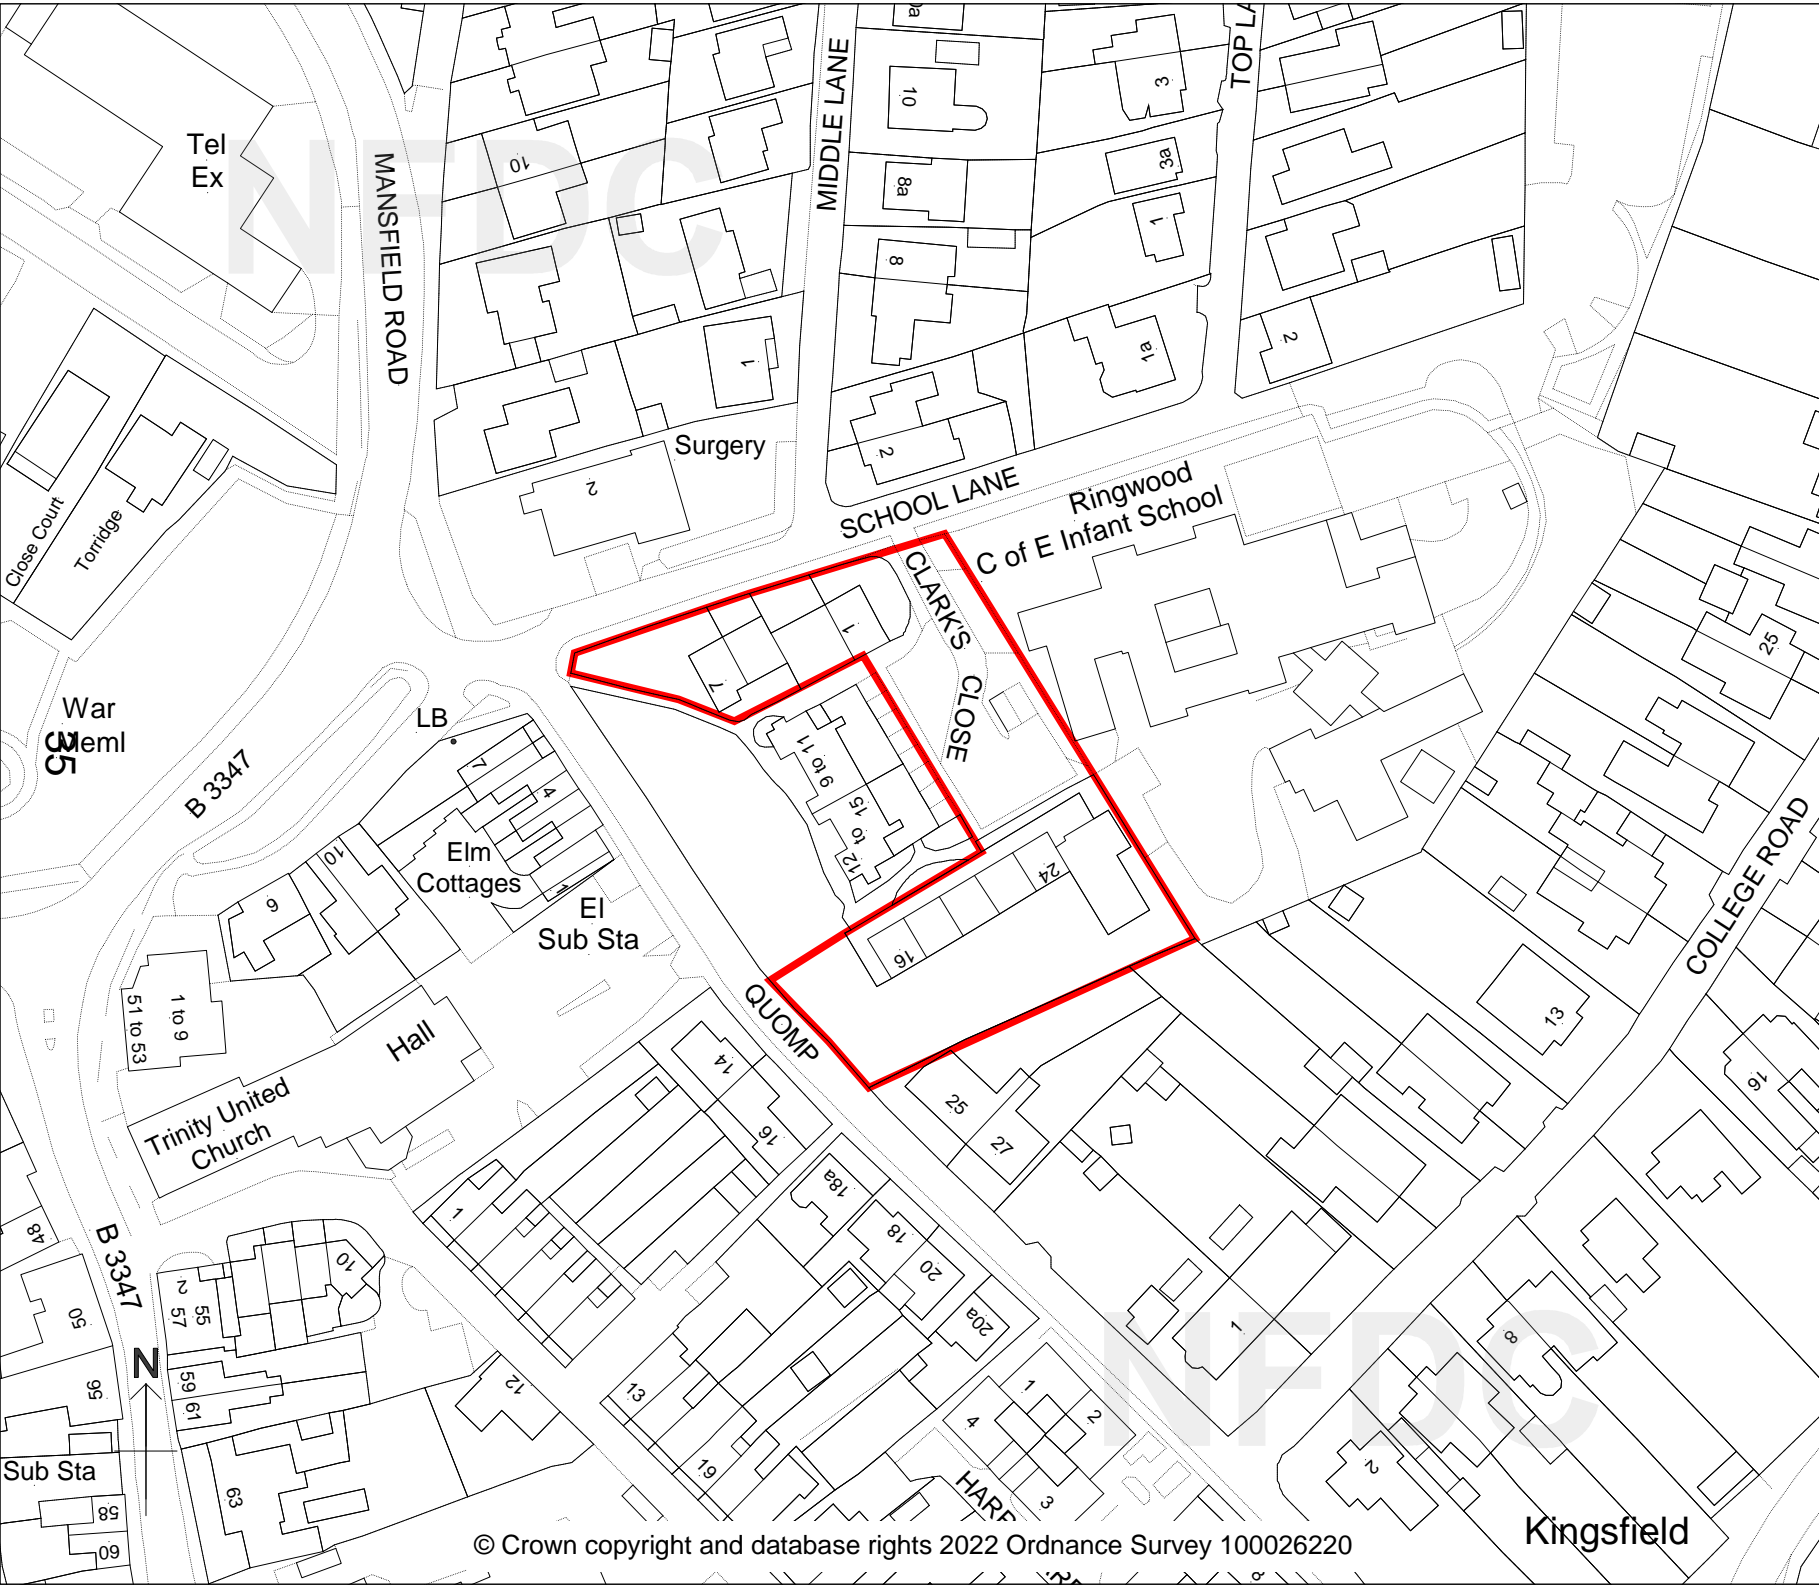 0a
TOP LA
MIDDLE LANE
10
3
Tel
Ex
MANSFIELD ROAD
10
NFDC
8a
3a
1
8
1
1a
2
Surgery
2
2
SCHOOL LANE
Ringwood
C of E Infant School
Close Court
Torridge
CLARK'S
CLOSE
1
7
25
War
Meml
35
LB
B 3347
7
4
1
9 to 11
12 to 15
Elm
Cottages
10
9
El
Sub Sta
24
16
COLLEGE ROAD
13
16
1 to 9
51 to 53
Hall
Trinity United
Church
QUOMP
14
16
25
27
18a
18
20
20a
1
48
B 3347
50
2
57
55
10
1
8
NFDC
56
N
59
61
12
13
1
2
4
3
19
2
Sub Sta
63
58
60
HARR
Kingsfield
© Crown copyright and database rights 2022 Ordnance Survey 100026220